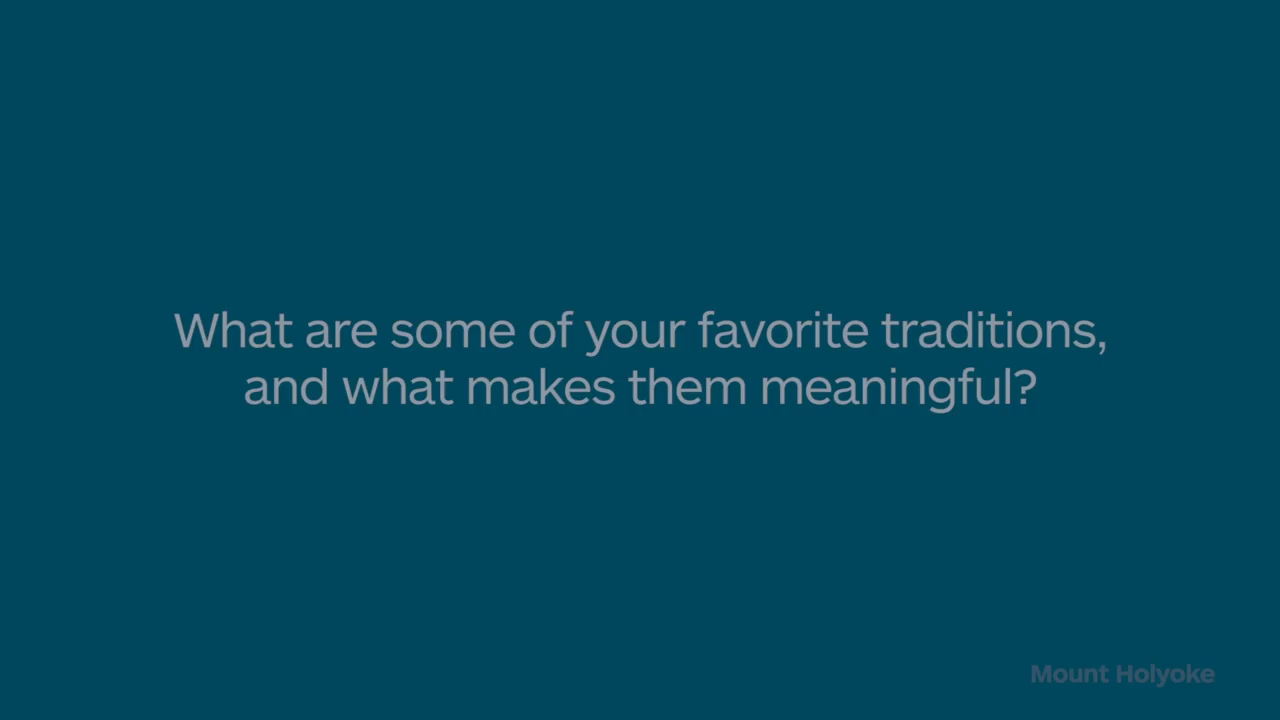 What are some of your favorite traditions,
and what makes them meaningful?
Mount Holyoke